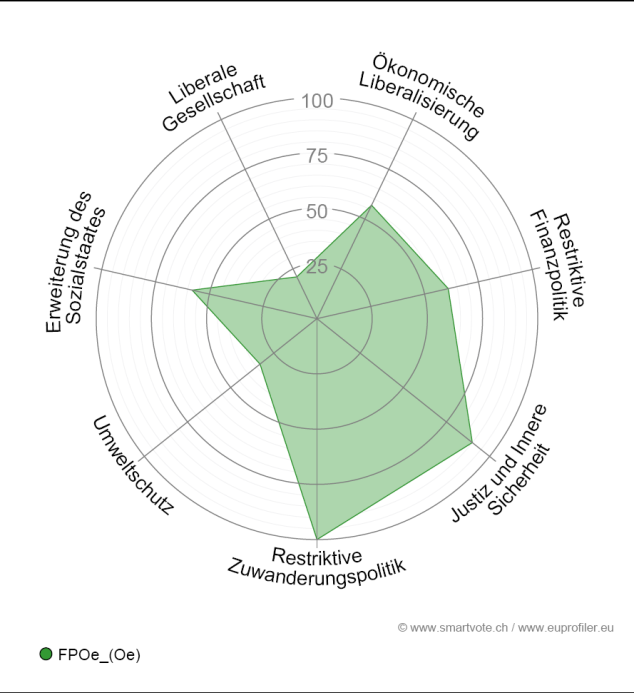 Liberale
Gesellschaft
Ökonomische
Liberalisierung
100
75
50
25
Erweiterung des
Sozialstaates
Restriktive
Finanzpolitik
Umweltschutz
Justiz und Innere
Sicherheit
Restriktive
Zuwanderungspolitik
© www.smartvote.ch / www.euprofiler.eu
FPOe_(Oe)